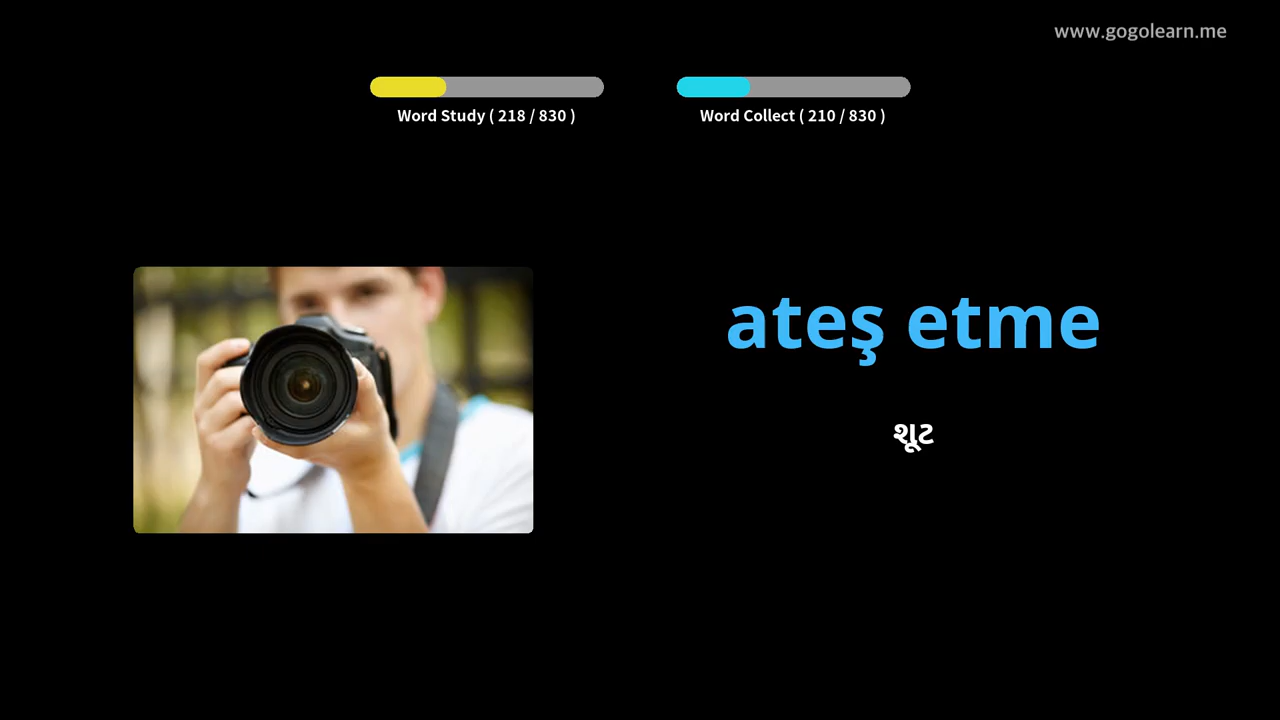 www.gogolearn.me
Word Study ( 218 / 830 )
Word Collect ( 210 / 830 )
ateş etme
શૂટ